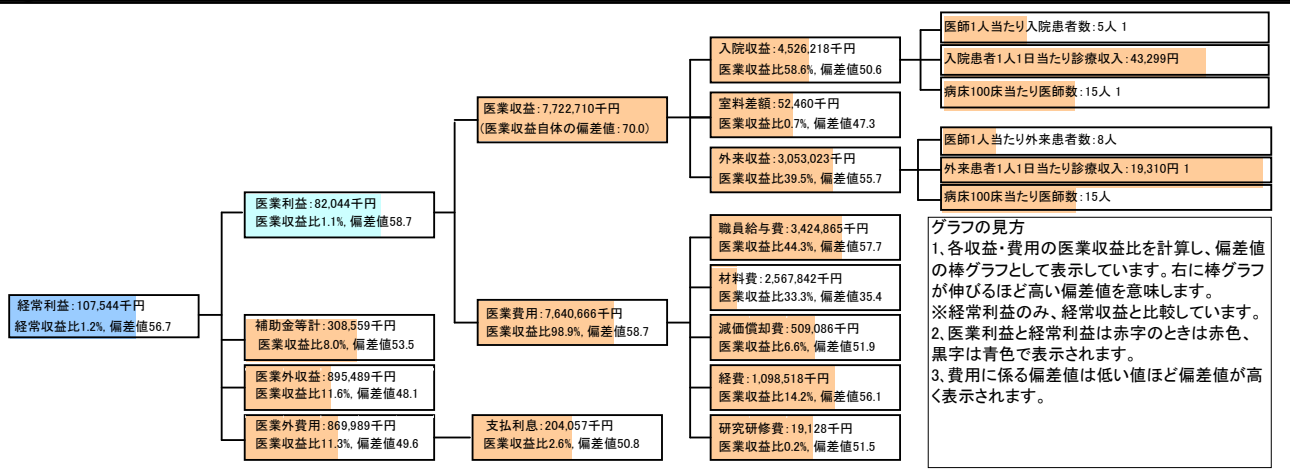 経常利益:107,544千円
経常収益比1.2%, 偏差値56.7
医業利益:82,044千円
医業収益比1.1%, 偏差値58.7
補助金等計:308,559千円
医業収益比8.0%, 偏差値53.5
医業外収益:895,489千円
医業収益比11.6%, 偏差値48.1
医業外費用:869,989千円
医業収益比11.3%, 偏差値49.6
医業収益:7,722,710千円
(医業収益自体の偏差値:70.0)
医業費用:7,640,666千円
医業収益比98.9%, 偏差値58.7
支払利息:204,057千円
医業収益比2.6%, 偏差値50.8
入院収益:4,526,218千円
医業収益比58.6%, 偏差値50.6
室料差額:52,460千円
医業収益比0.7%, 偏差値47.3
外来収益:3,053,023千円
医業収益比39.5%, 偏差値55.7
職員給与費:3,424,865千円
医業収益比44.3%, 偏差値57.7
材料費:2,567,842千円
医業収益比33.3%, 偏差値35.4
減価償却費:509,086千円
医業収益比6.6%, 偏差値51.9
経費:1,098,518千円
医業収益比14.2%, 偏差値56.1
研究研修費:19,128千円
医業収益比0.2%, 偏差値51.5
医師1人当たり入院患者数:5人 1
入院患者1人1日当たり診療収入:43,299円
病床100床当たり医師数:15人 1
医師1人当たり外来患者数:8人
外来患者1人1日当たり診療収入:19,310円 1
病床100床当たり医師数:15人
グラフの見方
1、各収益・費用の医業収益比を計算し、偏差値
の棒グラフとして表示しています。右に棒グラフ
が伸びるほど高い偏差値を意味します。
※経常利益のみ、経常収益と比較しています。
2、医業利益と経常利益は赤字のときは赤色、
黒字は青色で表示されます。
3、費用に係る偏差値は低い値ほど偏差値が高
く表示されます。